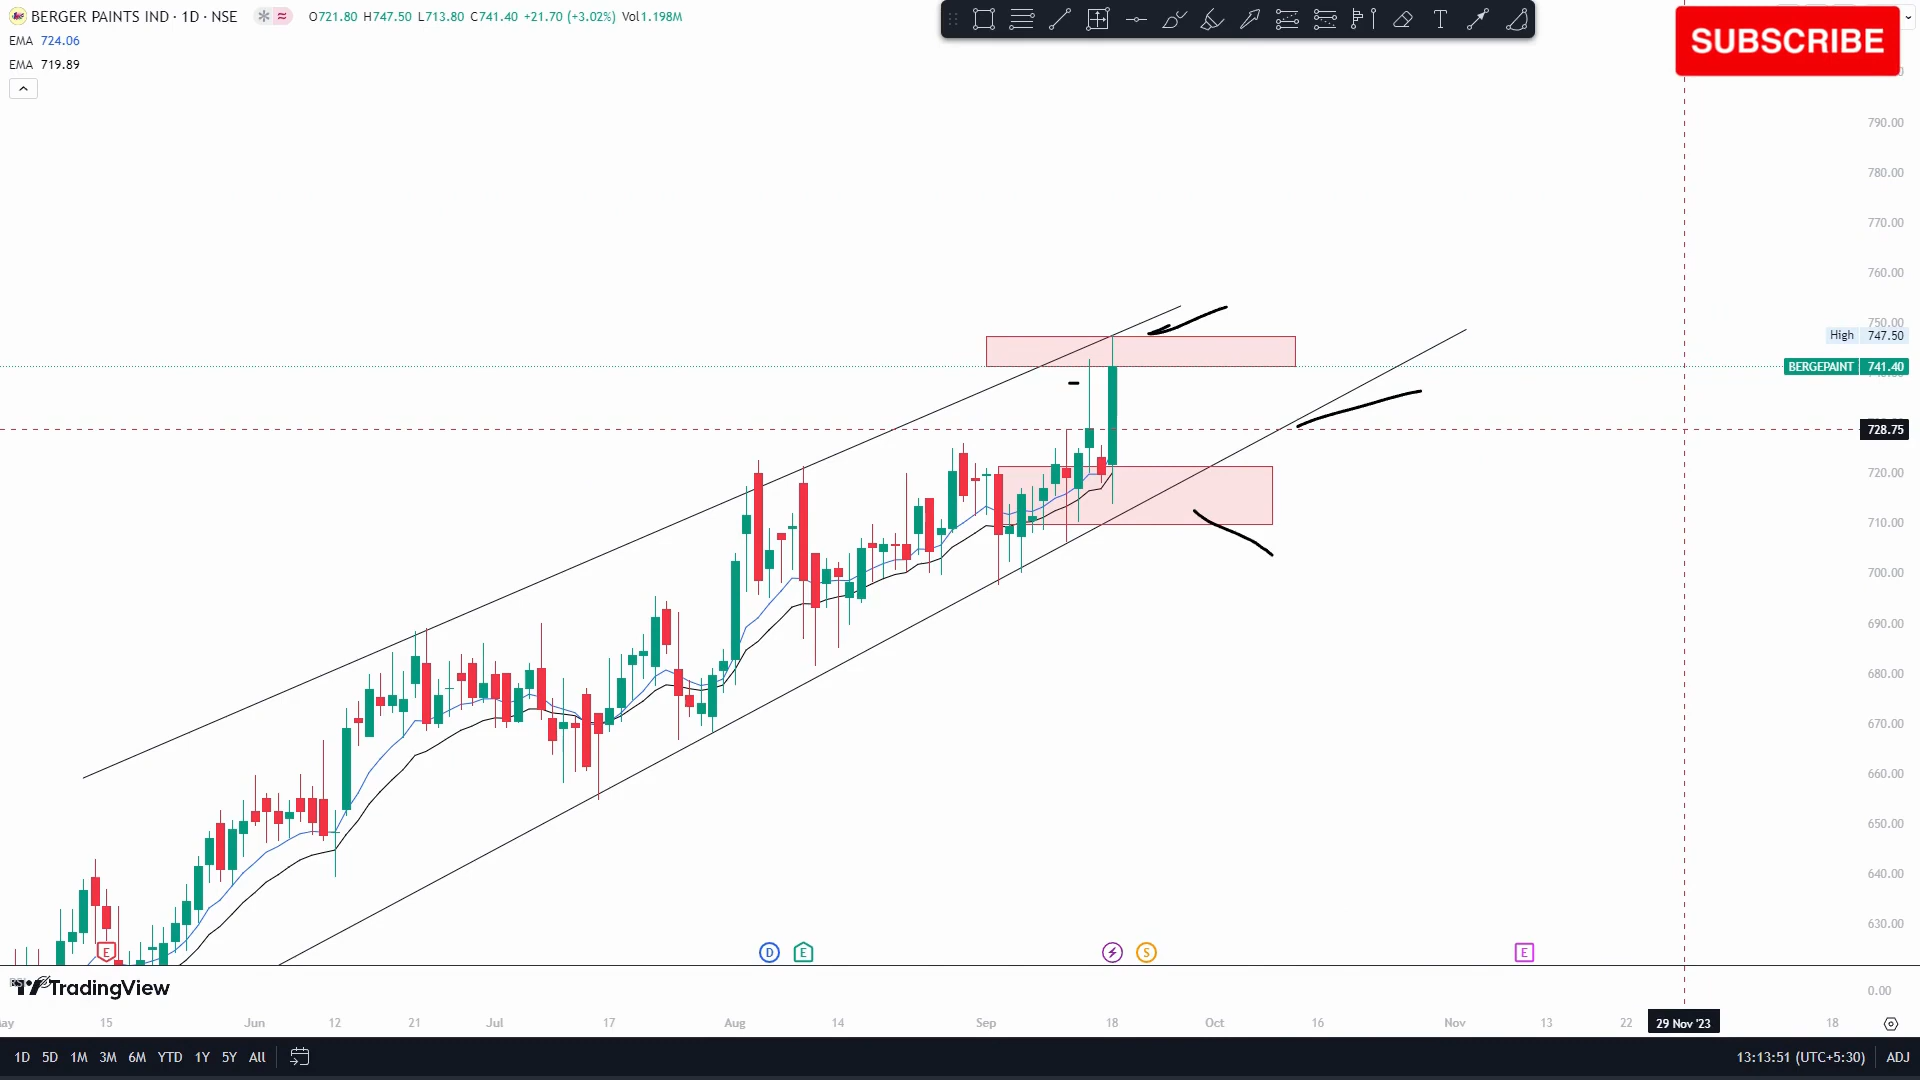 BERGER PAINTS IND · 1D · NSE O721.80 H747.50 L713.80 C741.40 +21.70 (+3.02%) Vol1.198M
SUBSCRIBE
EMA 724.06
EMA 719.89
790.00
780.00
770.00
760.00
750.00
High 747.50
BERGEPAINT 741.40
728.75
720.00
710.00
700.00
690.00
680.00
670.00
660.00
650.00
640.00
630.00
E D E S E
TradingView
0.00
15 Jun 12 21 Jul 17 Aug 14 Sep 18 Oct 16 Nov 13 22 29 Nov '23 18
1D 5D 1M 3M 6M YTD 1Y 5Y All 13:13:51 (UTC+5:30) ADJ